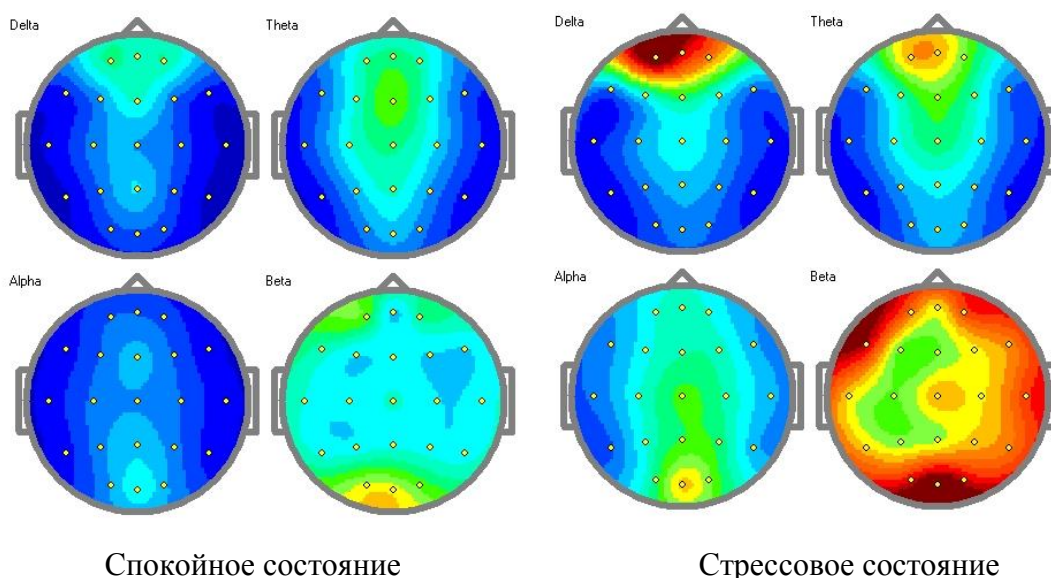 Delta Theta Delta Theta
Alpha Beta Alpha Beta
Спокойное состояние Стрессовое состояние